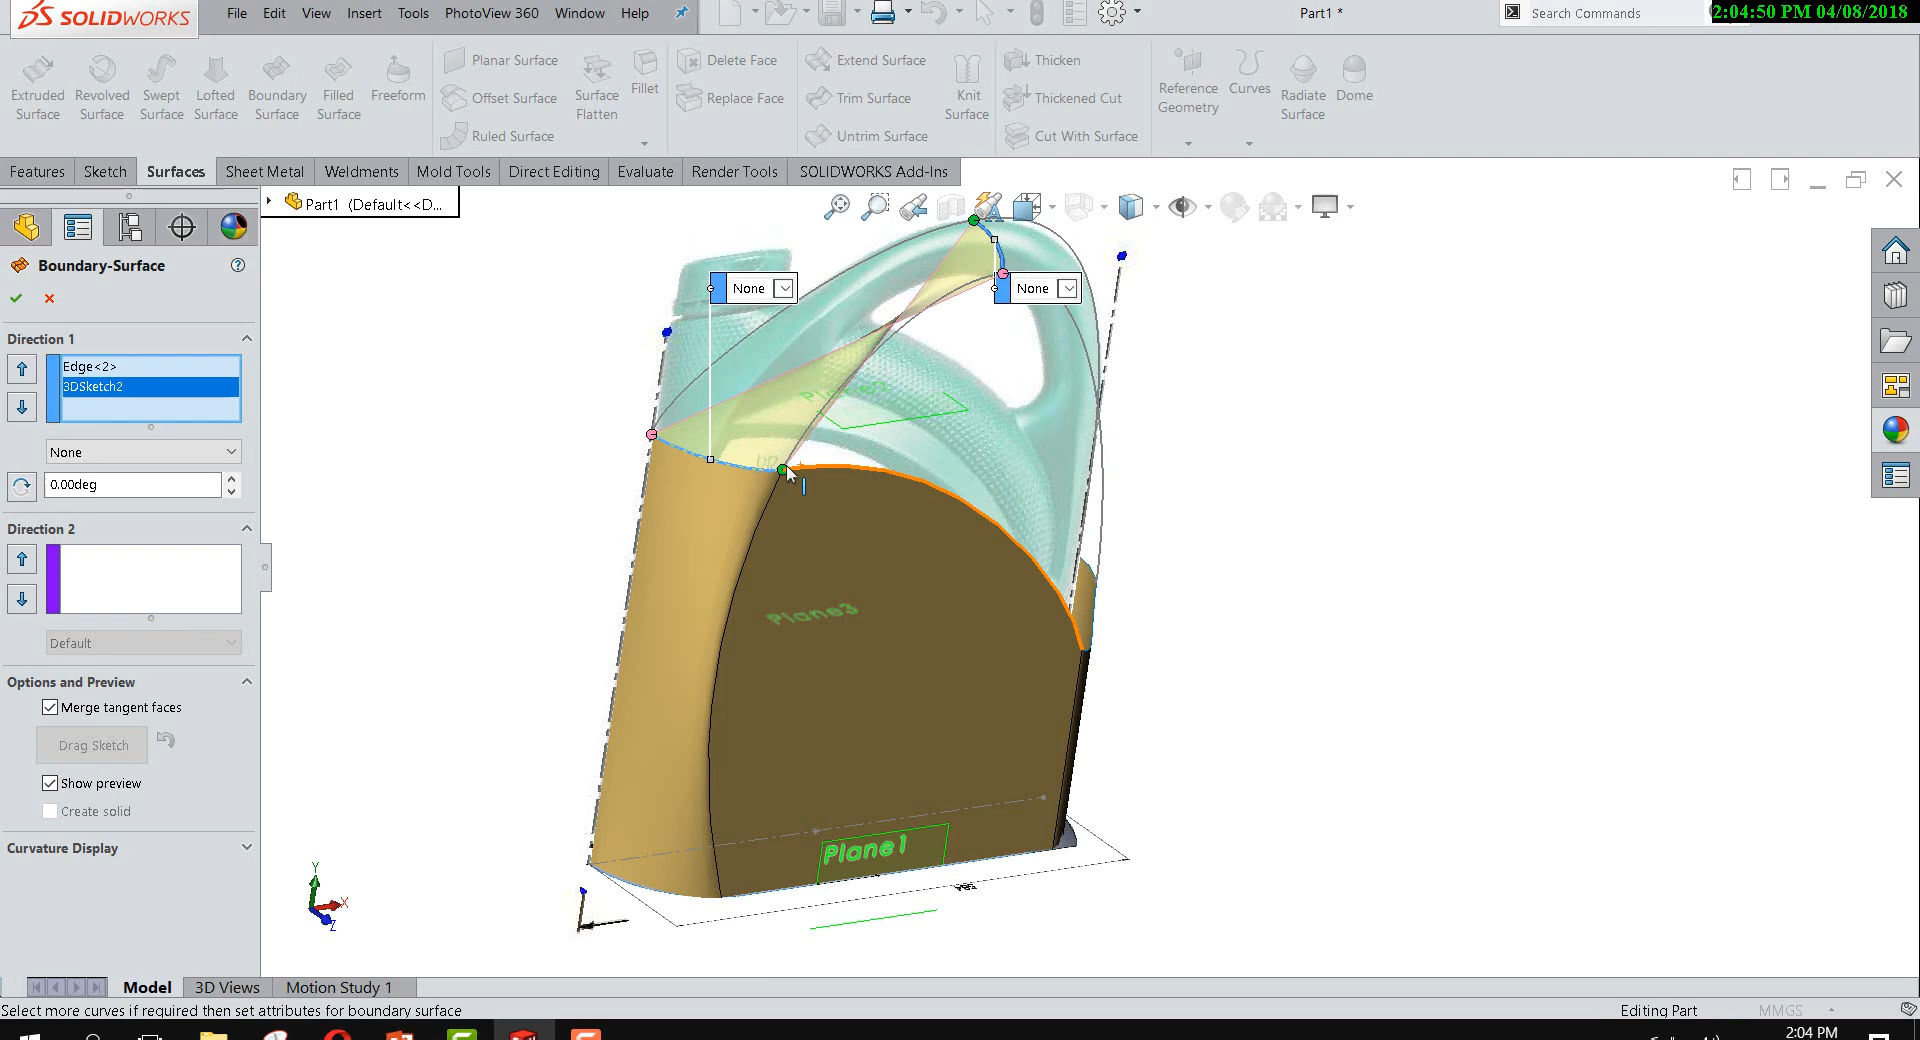 SOLIDWORKS
File Edit View Insert Tools PhotoView 360 Window Help
Part1 *
Search Commands
2:04:50 PM 04/08/2018
Extruded Surface
Revolved Surface
Swept Surface
Lofted Surface
Boundary Surface
Filled Surface
Freeform
Planar Surface
Offset Surface
Ruled Surface
Surface Flatten
Fillet
Delete Face
Replace Face
Extend Surface
Trim Surface
Untrim Surface
Knit Surface
Thicken
Thickened Cut
Cut With Surface
Reference Geometry
Curves
Radiate Surface
Dome
Features Sketch Surfaces Sheet Metal Weldments Mold Tools Direct Editing Evaluate Render Tools SOLIDWORKS Add-Ins
Part1 (Default<<D...
Boundary-Surface
Direction 1
Edge<2>
3DSketch2
None
0.00deg
Direction 2
Default
Options and Preview
Merge tangent faces
Drag Sketch
Show preview
Create solid
Curvature Display
None
None
Plane3
Plane1
Y
X
Z
Model 3D Views Motion Study 1
Select more curves if required then set attributes for boundary surface
Editing Part
MMGS
2:04 PM